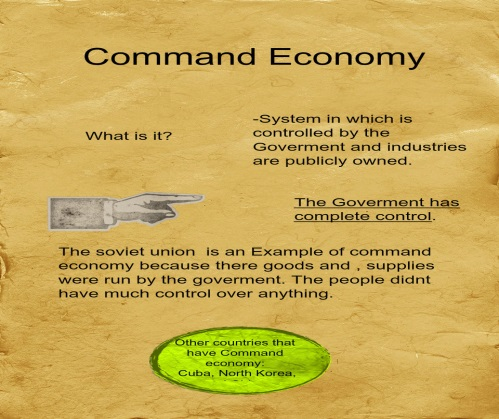 Command Economy
What is it?
-System in which is
controlled by the
Goverment and industries
are publicly owned.
The Goverment has
complete control.
The soviet union is an Example of command
economy because there goods and , supplies
were run by the goverment. The people didnt
have much control over anything.
Other countries that
have Command
economy:
Cuba, North Korea,